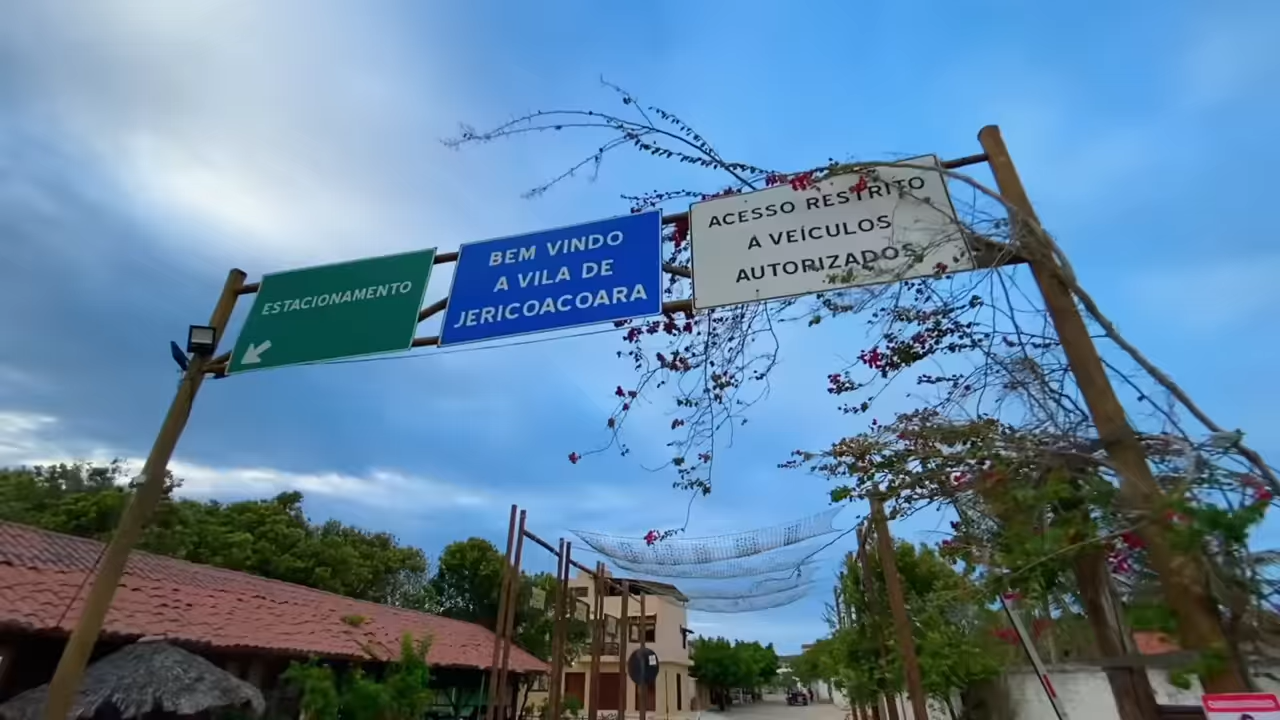 ESTACIONAMENTO
BEM VINDO
A VILA DE
JERICOACOARA
ACESSO RESTRITO
A VEÍCULOS
AUTORIZADOS